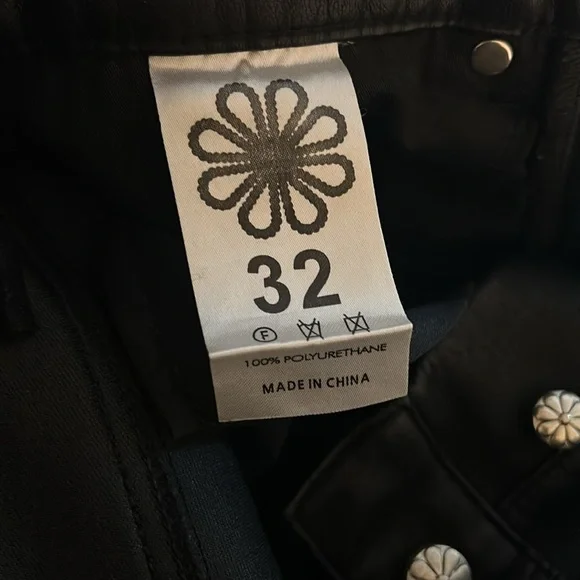 32
F
100% POLYURETHANE
MADE IN CHINA